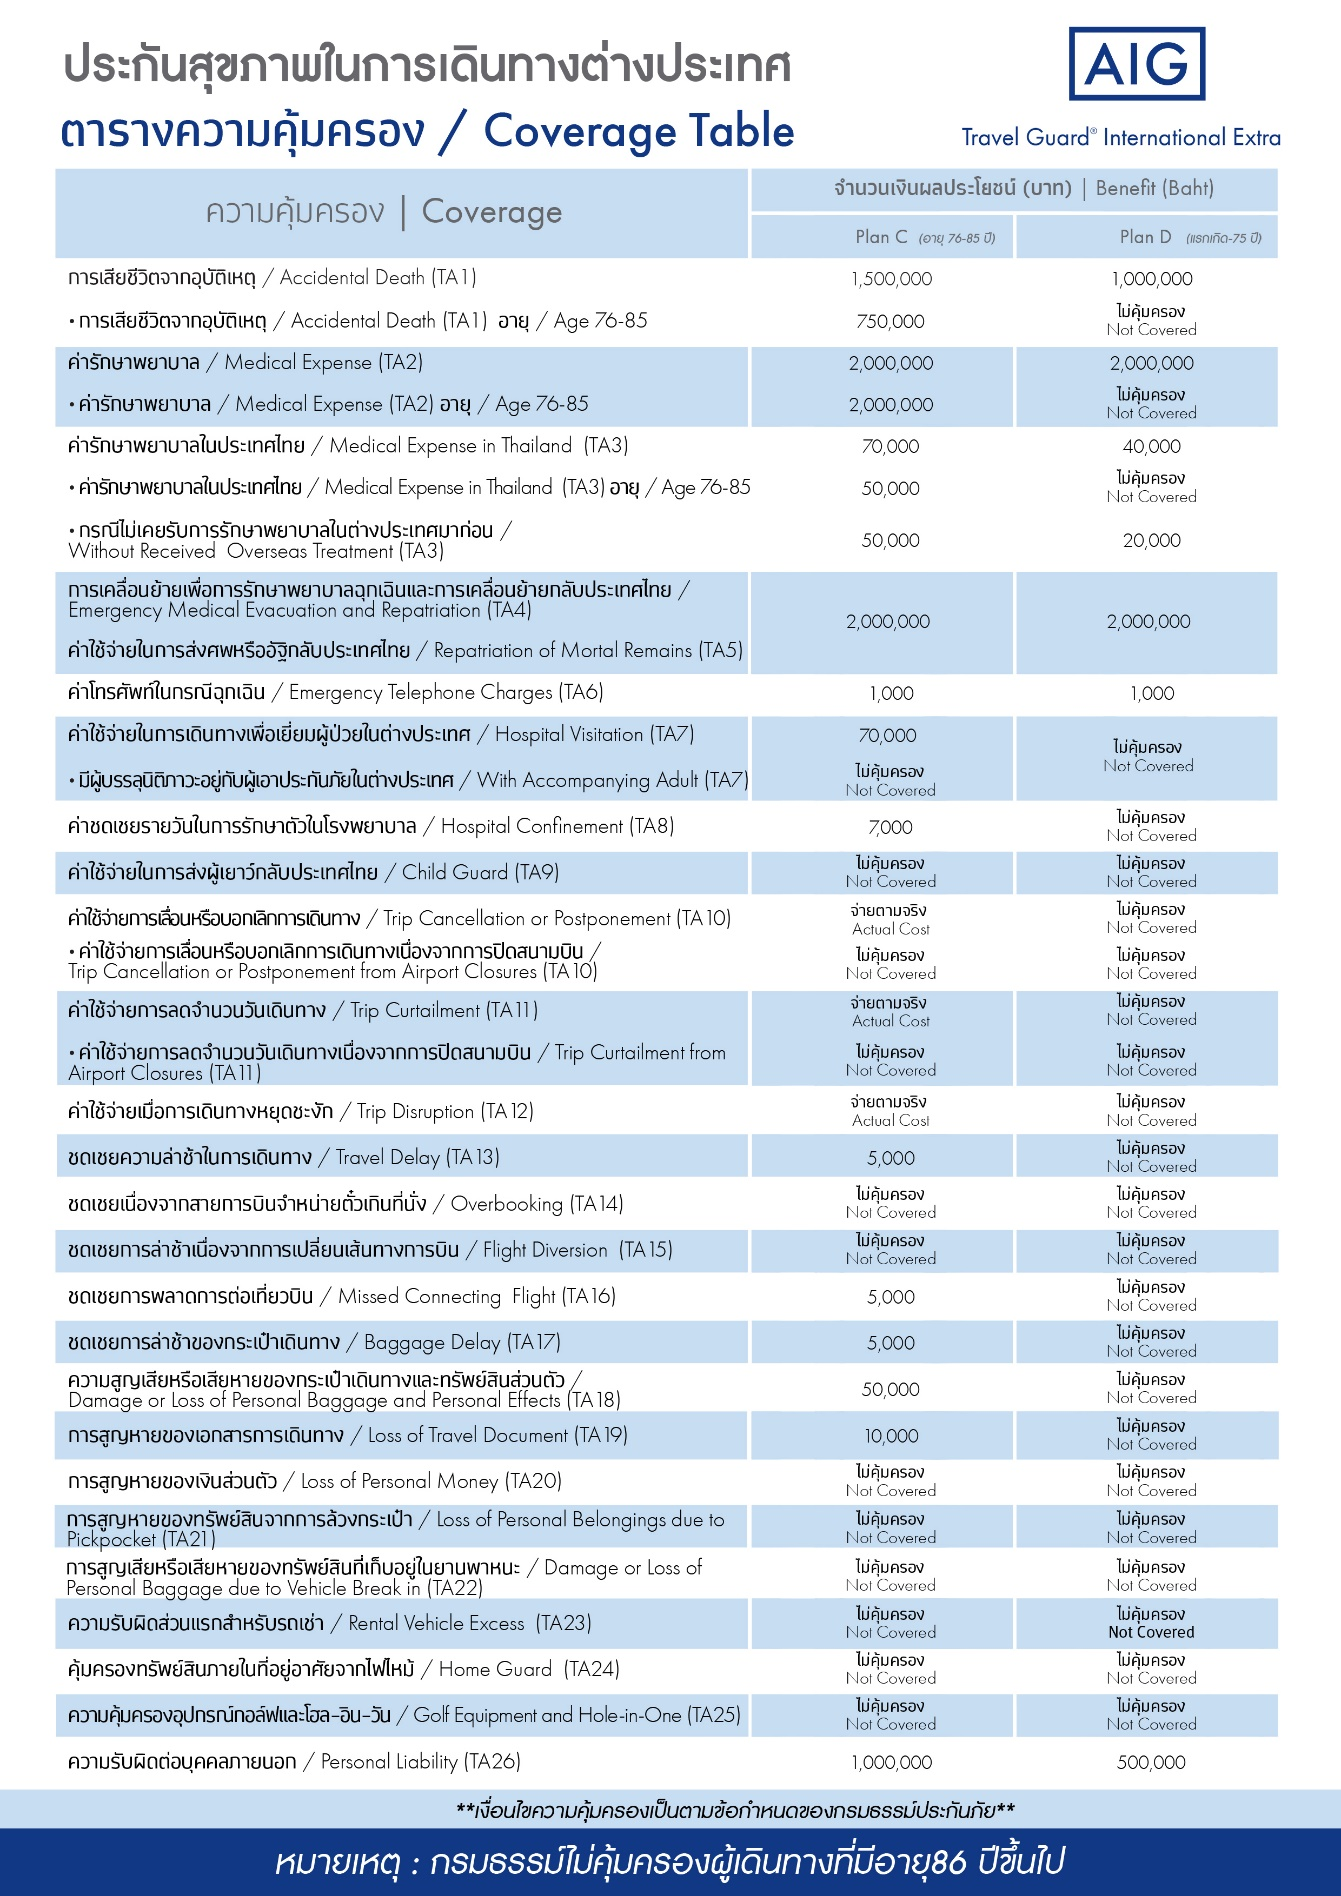 ประกันสุขภาพในการเดินทางต่างประเทศ
AIG
ตารางความคุ้มครอง / Coverage Table
Travel Guard® International Extra
ความคุ้มครอง | Coverage
จำนวนเงินผลประโยชน์ (บาท) | Benefit (Baht)
Plan C (อายุ 76-85 ปี)
Plan D (แรกเกิด-75 ปี)
การเสียชีวิตจากอุบัติเหตุ / Accidental Death (TA1)
1,500,000
1,000,000
• การเสียชีวิตจากอุบัติเหตุ / Accidental Death (TA1) อายุ / Age 76-85
750,000
ไม่คุ้มครอง
Not Covered
ค่ารักษาพยาบาล / Medical Expense (TA2)
2,000,000
2,000,000
• ค่ารักษาพยาบาล / Medical Expense (TA2) อายุ / Age 76-85
2,000,000
ไม่คุ้มครอง
Not Covered
ค่ารักษาพยาบาลในประเทศไทย / Medical Expense in Thailand (TA3)
70,000
40,000
• ค่ารักษาพยาบาลในประเทศไทย / Medical Expense in Thailand (TA3) อายุ / Age 76-85
50,000
ไม่คุ้มครอง
Not Covered
• กรณีไม่เคยรับการรักษาพยาบาลในต่างประเทศมาก่อน /
Without Received Overseas Treatment (TA3)
50,000
20,000
การเคลื่อนย้ายเพื่อการรักษาพยาบาลฉุกเฉินและการเคลื่อนย้ายกลับประเทศไทย /
Emergency Medical Evacuation and Repatriation (TA4)
2,000,000
2,000,000
ค่าใช้จ่ายในการส่งศพหรืออัฐิกลับประเทศไทย / Repatriation of Mortal Remains (TA5)
ค่าโทรศัพท์ในกรณีฉุกเฉิน / Emergency Telephone Charges (TA6)
1,000
1,000
ค่าใช้จ่ายในการเดินทางเพื่อเยี่ยมผู้ป่วยในต่างประเทศ / Hospital Visitation (TA7)
70,000
ไม่คุ้มครอง
Not Covered
• มีผู้บรรลุนิติภาวะอยู่กับผู้เอาประกันภัยในต่างประเทศ / With Accompanying Adult (TA7)
ไม่คุ้มครอง
Not Covered
ค่าชดเชยรายวันในการรักษาตัวในโรงพยาบาล / Hospital Confinement (TA8)
7,000
ไม่คุ้มครอง
Not Covered
ค่าใช้จ่ายในการส่งผู้เยาว์กลับประเทศไทย / Child Guard (TA9)
ไม่คุ้มครอง
Not Covered
ไม่คุ้มครอง
Not Covered
ค่าใช้จ่ายการเลื่อนหรือบอกเลิกการเดินทาง / Trip Cancellation or Postponement (TA10)
จ่ายตามจริง
Actual Cost
ไม่คุ้มครอง
Not Covered
• ค่าใช้จ่ายการเลื่อนหรือบอกเลิกการเดินทางเนื่องจากการปิดสนามบิน /
Trip Cancellation or Postponement from Airport Closures (TA10)
ไม่คุ้มครอง
Not Covered
ไม่คุ้มครอง
Not Covered
ค่าใช้จ่ายการลดจำนวนวันเดินทาง / Trip Curtailment (TA11)
จ่ายตามจริง
Actual Cost
ไม่คุ้มครอง
Not Covered
• ค่าใช้จ่ายการลดจำนวนวันเดินทางเนื่องจากการปิดสนามบิน / Trip Curtailment from
Airport Closures (TA11)
ไม่คุ้มครอง
Not Covered
ไม่คุ้มครอง
Not Covered
ค่าใช้จ่ายเมื่อการเดินทางหยุดชะงัก / Trip Disruption (TA12)
จ่ายตามจริง
Actual Cost
ไม่คุ้มครอง
Not Covered
ชดเชยความล่าช้าในการเดินทาง / Travel Delay (TA13)
5,000
ไม่คุ้มครอง
Not Covered
ชดเชยเนื่องจากสายการบินจำหน่ายตั๋วเกินที่นั่ง / Overbooking (TA14)
ไม่คุ้มครอง
Not Covered
ไม่คุ้มครอง
Not Covered
ชดเชยการล่าช้าเนื่องจากการเปลี่ยนเส้นทางการบิน / Flight Diversion (TA15)
ไม่คุ้มครอง
Not Covered
ไม่คุ้มครอง
Not Covered
ชดเชยการพลาดการต่อเที่ยวบิน / Missed Connecting Flight (TA16)
5,000
ไม่คุ้มครอง
Not Covered
ชดเชยการล่าช้าของกระเป๋าเดินทาง / Baggage Delay (TA17)
5,000
ไม่คุ้มครอง
Not Covered
ความสูญเสียหรือเสียหายของกระเป๋าเดินทางและทรัพย์สินส่วนตัว /
Damage or Loss of Personal Baggage and Personal Effects (TA18)
50,000
ไม่คุ้มครอง
Not Covered
การสูญหายของเอกสารการเดินทาง / Loss of Travel Document (TA19)
10,000
ไม่คุ้มครอง
Not Covered
การสูญหายของเงินส่วนตัว / Loss of Personal Money (TA20)
ไม่คุ้มครอง
Not Covered
ไม่คุ้มครอง
Not Covered
การสูญหายของทรัพย์สินจากการล้วงกระเป๋า / Loss of Personal Belongings due to
Pickpocket (TA21)
ไม่คุ้มครอง
Not Covered
ไม่คุ้มครอง
Not Covered
การสูญเสียหรือเสียหายของทรัพย์สินที่เก็บอยู่ในยานพาหนะ / Damage or Loss of
Personal Baggage due to Vehicle Break in (TA22)
ไม่คุ้มครอง
Not Covered
ไม่คุ้มครอง
Not Covered
ความรับผิดส่วนแรกสำหรับรถเช่า / Rental Vehicle Excess (TA23)
ไม่คุ้มครอง
Not Covered
ไม่คุ้มครอง
Not Covered
คุ้มครองทรัพย์สินภายในที่อยู่อาศัยจากไฟไหม้ / Home Guard (TA24)
ไม่คุ้มครอง
Not Covered
ไม่คุ้มครอง
Not Covered
ความคุ้มครองอุปกรณ์กอล์ฟและโฮล-อิน-วัน / Golf Equipment and Hole-in-One (TA25)
ไม่คุ้มครอง
Not Covered
ไม่คุ้มครอง
Not Covered
ความรับผิดต่อบุคคลภายนอก / Personal Liability (TA26)
1,000,000
500,000
**เงื่อนไขความคุ้มครองเป็นตามข้อกำหนดของกรมธรรม์ประกันภัย**
หมายเหตุ : กรมธรรม์ไม่คุ้มครองผู้เดินทางที่มีอายุ86 ปีขึ้นไป